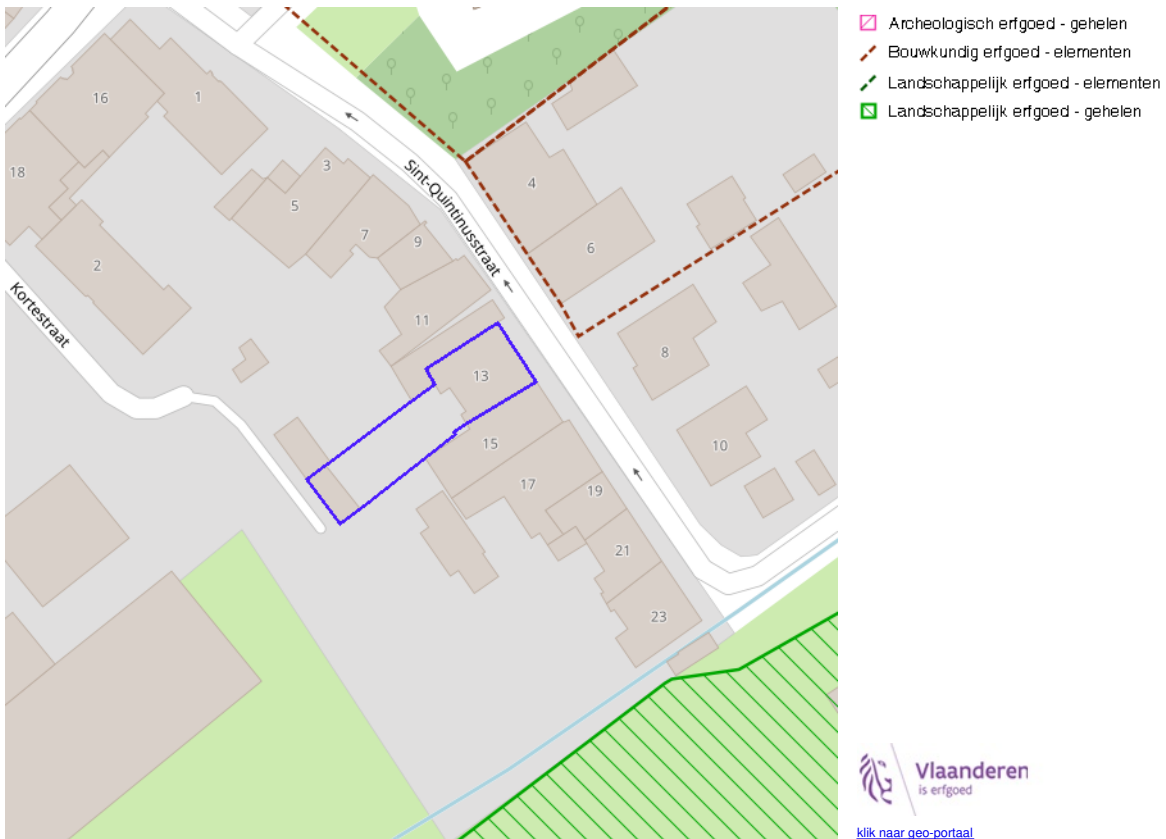 Archeologisch erfgoed - gehelen
Bouwkundig erfgoed - elementen
Landschappelijk erfgoed - elementen
Landschappelijk erfgoed - gehelen
16
1
18
3
5
4
7
9
6
2
Sint-Quintinusstraat
Kortestraat
11
8
13
15
10
17
19
21
23
Vlaanderen
is erfgoed
klik naar geo-portaal